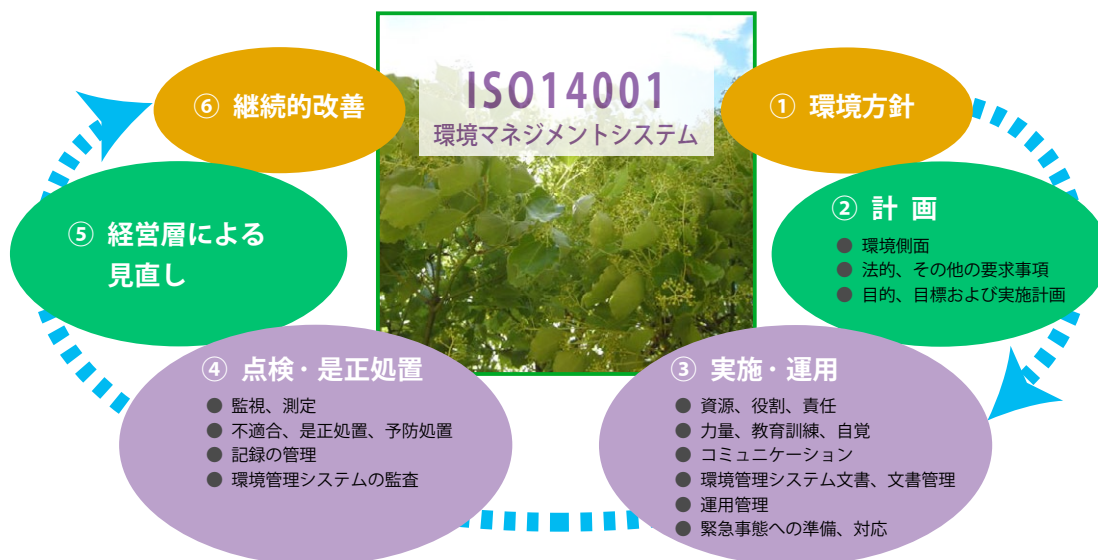 ISO14001
環境マネジメントシステム
① 環境方針
② 計 画
● 環境側面
● 法的、その他の要求事項
● 目的、目標および実施計画
③ 実施・運用
● 資源、役割、責任
● 力量、教育訓練、自覚
● コミュニケーション
● 環境管理システム文書、文書管理
● 運用管理
● 緊急事態への準備、対応
④ 点検・是正処置
● 監視、測定
● 不適合、是正処置、予防処置
● 記録の管理
● 環境管理システムの監査
⑤ 経営層による
見直し
⑥ 継続的改善